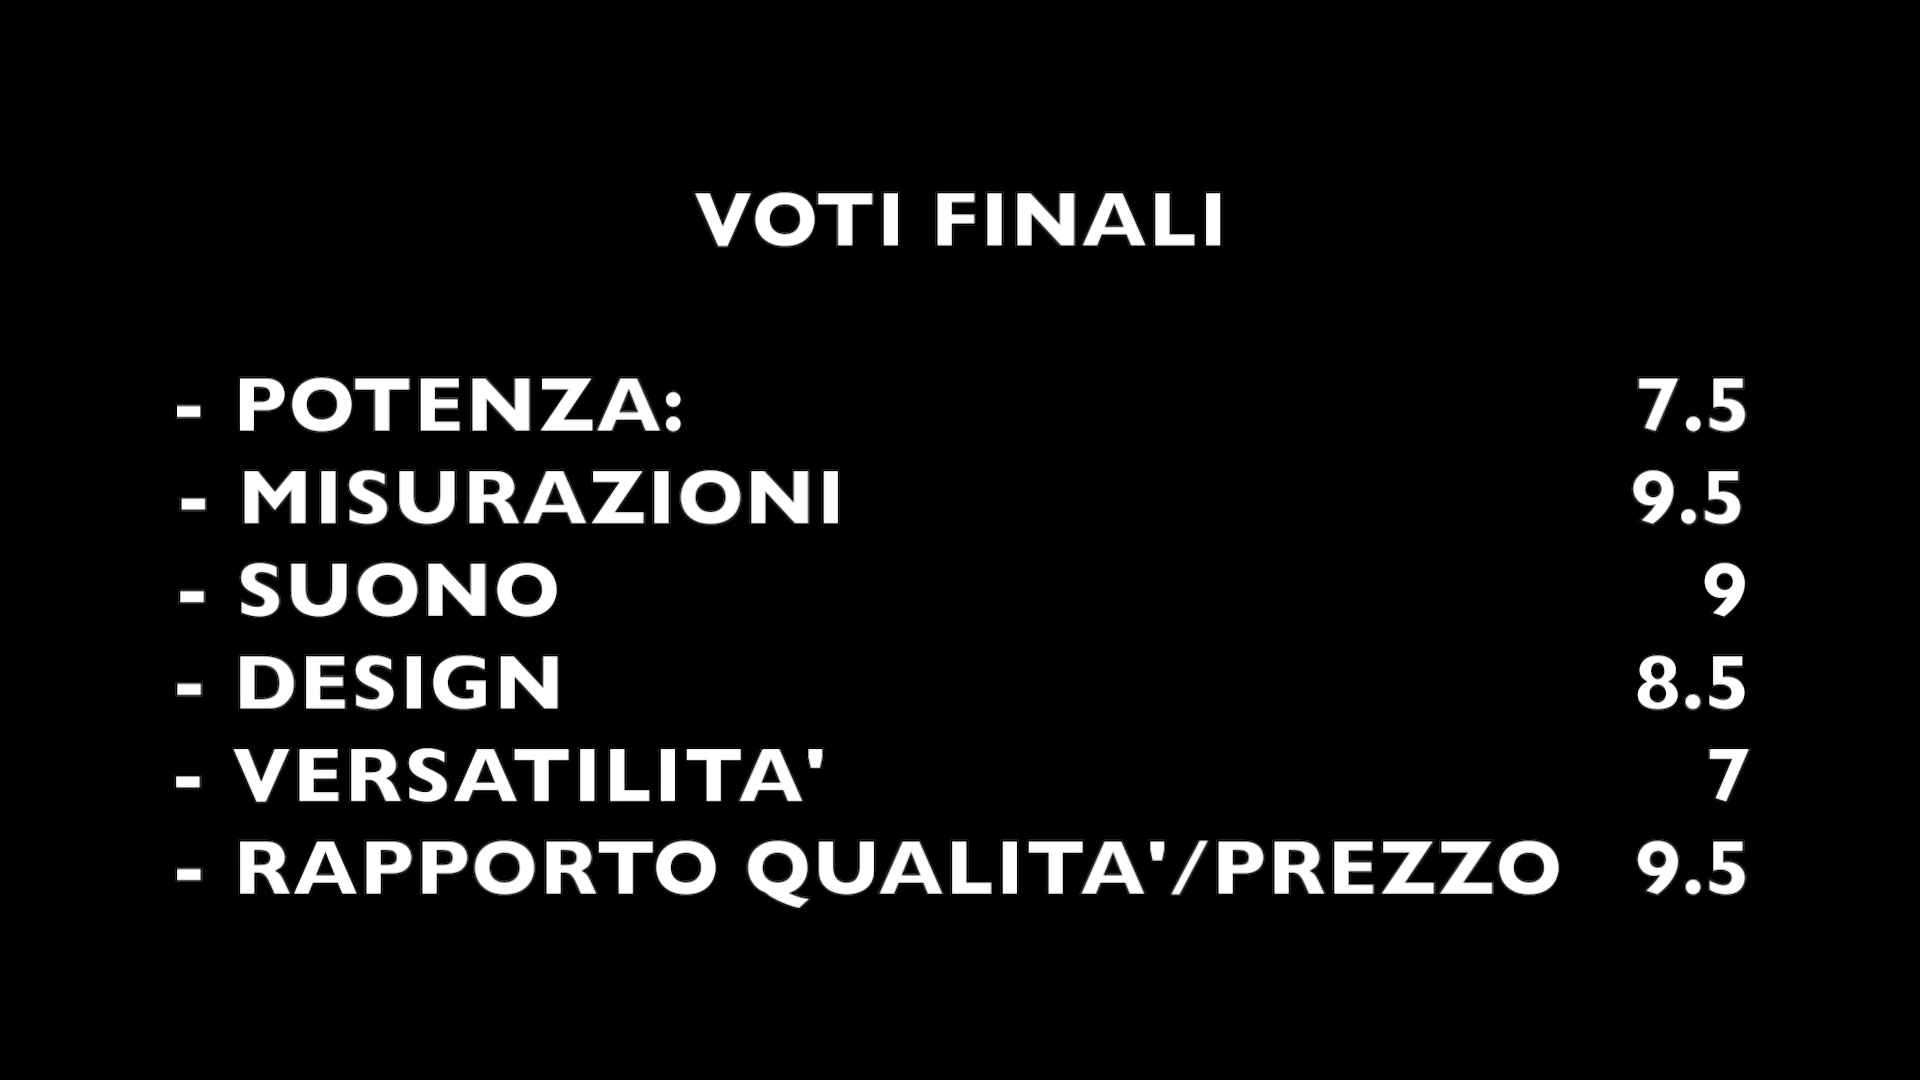 VOTI FINALI
- POTENZA: 7.5
- MISURAZIONI 9.5
- SUONO 9
- DESIGN 8.5
- VERSATILITA' 7
- RAPPORTO QUALITA'/PREZZO 9.5